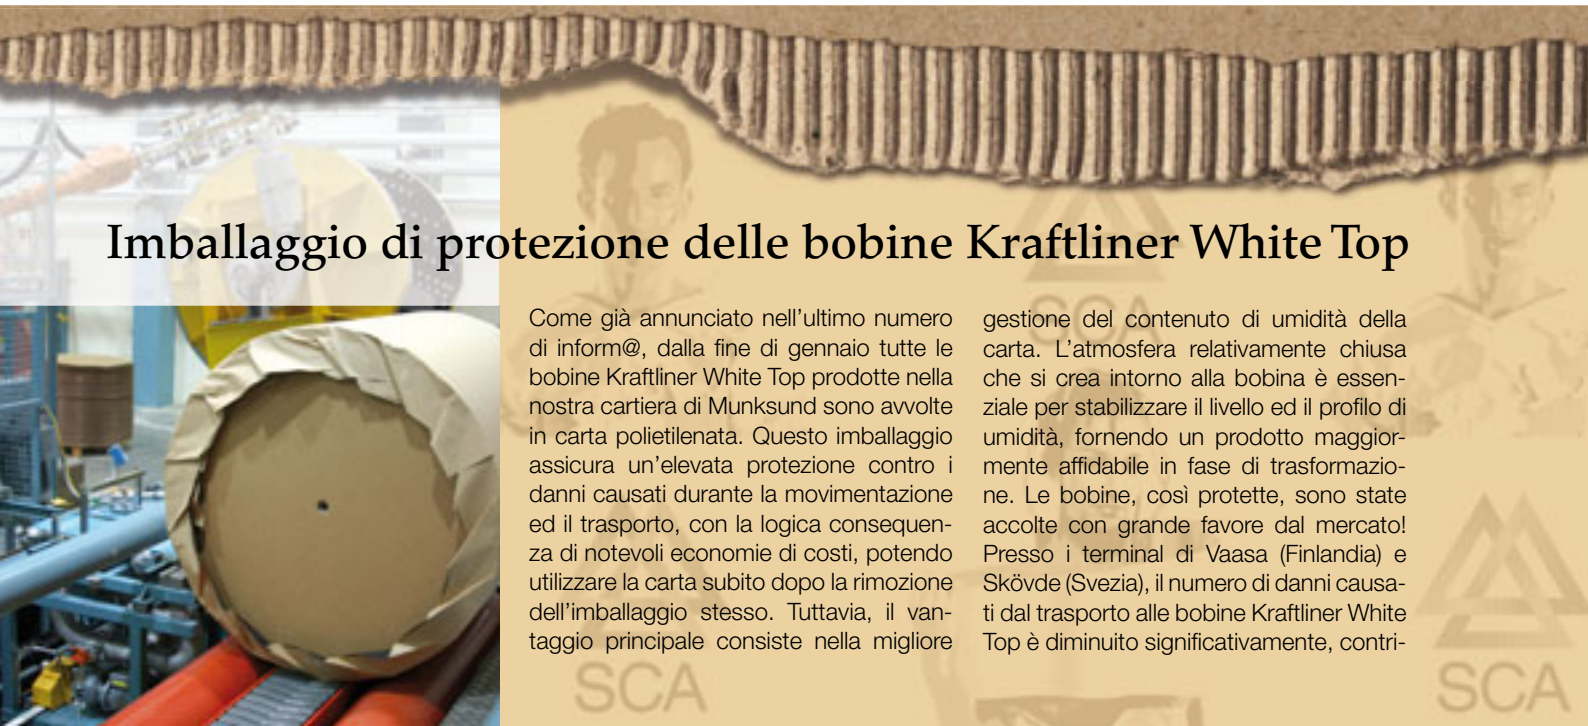 Imballaggio di protezione delle bobine Kraftliner White Top
Come già annunciato nell'ultimo numero
di inform@, dalla fine di gennaio tutte le
bobine Kraftliner White Top prodotte nella
nostra cartiera di Munksund sono avvolte
in carta polietilenata. Questo imballaggio
assicura un'elevata protezione contro i
danni causati durante la movimentazione
ed il trasporto, con la logica consequen-
za di notevoli economie di costi, potendo
utilizzare la carta subito dopo la rimozione
dell'imballaggio stesso. Tuttavia, il van-
taggio principale consiste nella migliore
gestione del contenuto di umidità della
carta. L'atmosfera relativamente chiusa
che si crea intorno alla bobina è essen-
ziale per stabilizzare il livello ed il profilo di
umidità, fornendo un prodotto maggior-
mente affidabile in fase di trasformazio-
ne. Le bobine, così protette, sono state
accolte con grande favore dal mercato!
Presso i terminal di Vaasa (Finlandia) e
Skövde (Svezia), il numero di danni causa-
ti dal trasporto alle bobine Kraftliner White
Top è diminuito significativamente, contri-
SCA
SCA
SCA